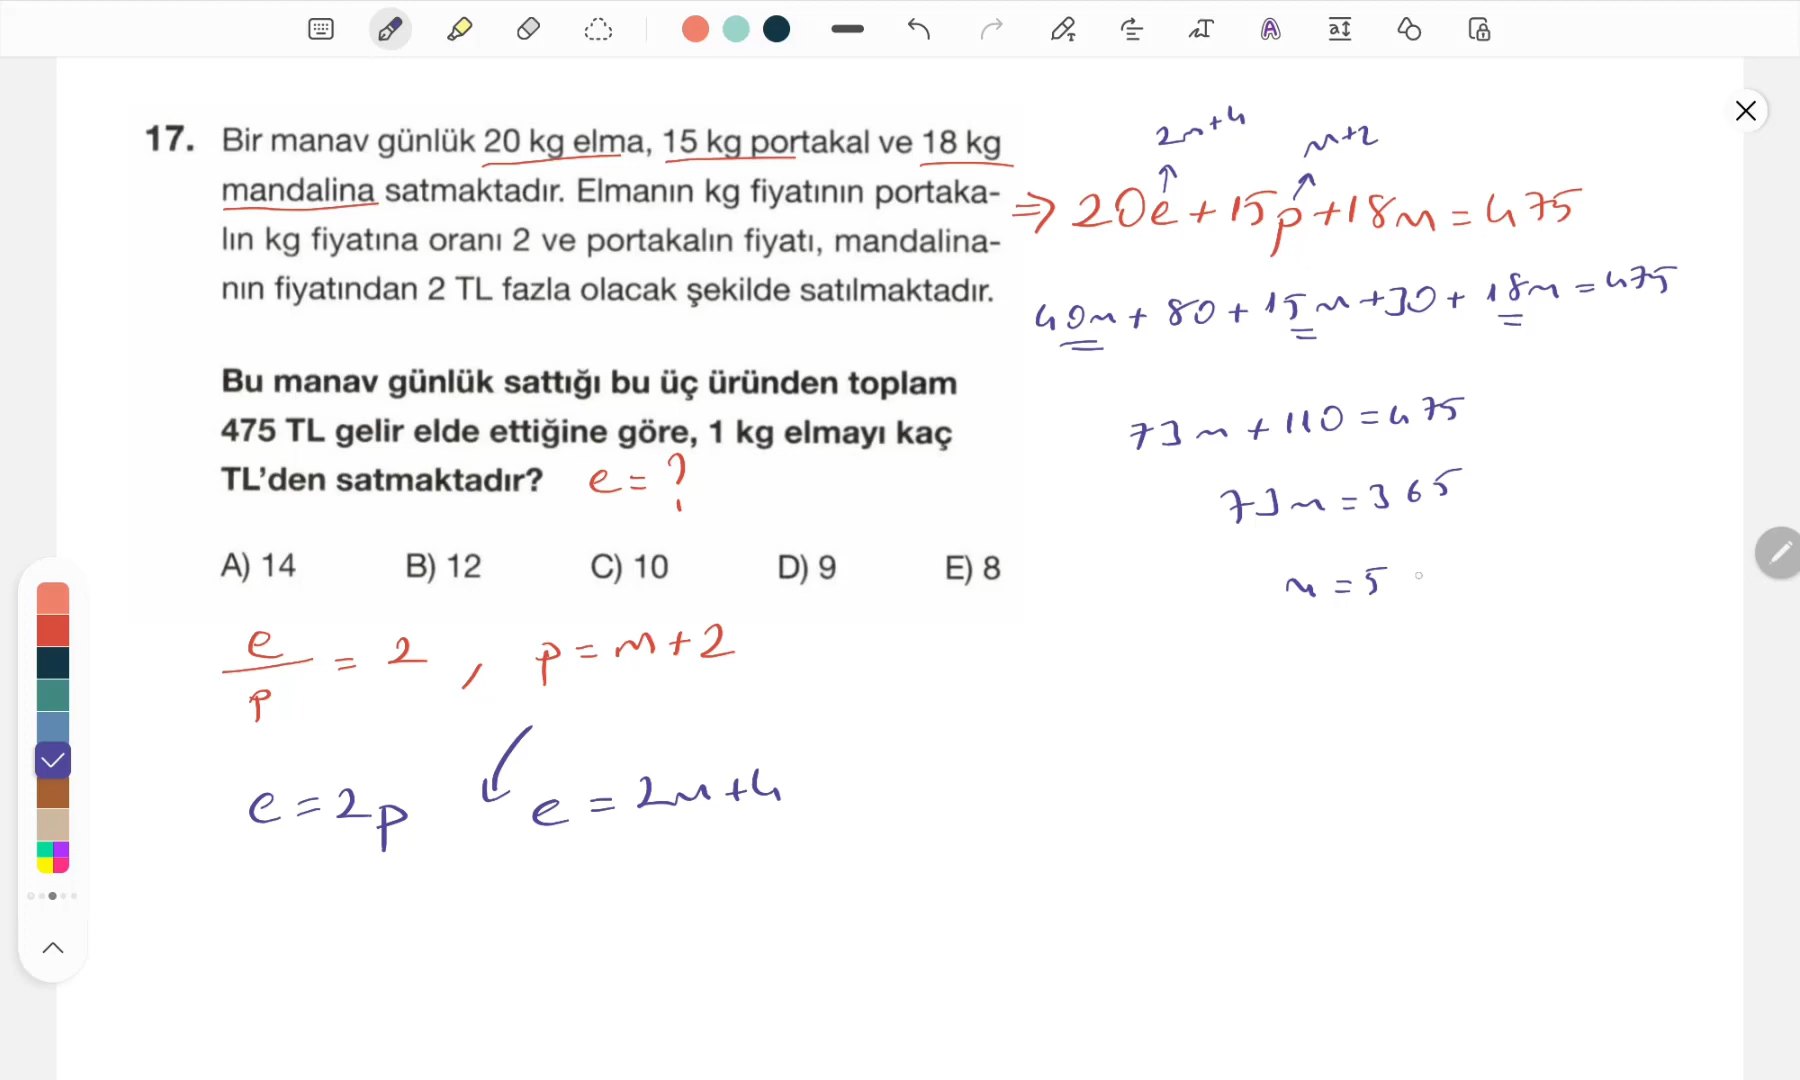 17. Bir manav günlük 20 kg elma, 15 kg portakal ve 18 kg
mandalina satmaktadır. Elmanın kg fiyatının portaka-
lın kg fiyatına oranı 2 ve portakalın fiyatı, mandalina-
nın fiyatından 2 TL fazla olacak şekilde satılmaktadır.
Bu manav günlük sattığı bu üç üründen toplam
475 TL gelir elde ettiğine göre, 1 kg elmayı kaç
TL'den satmaktadır? e = ?
A) 14 B) 12 C) 10 D) 9 E) 8
e/p = 2 , p = m + 2
e = 2p e = 2m + 4
2m + 4 m + 2
⇒ 20e + 15p + 18m = 475
40m + 80 + 15m + 30 + 18m = 475
73m + 110 = 475
73m = 365
m = 5